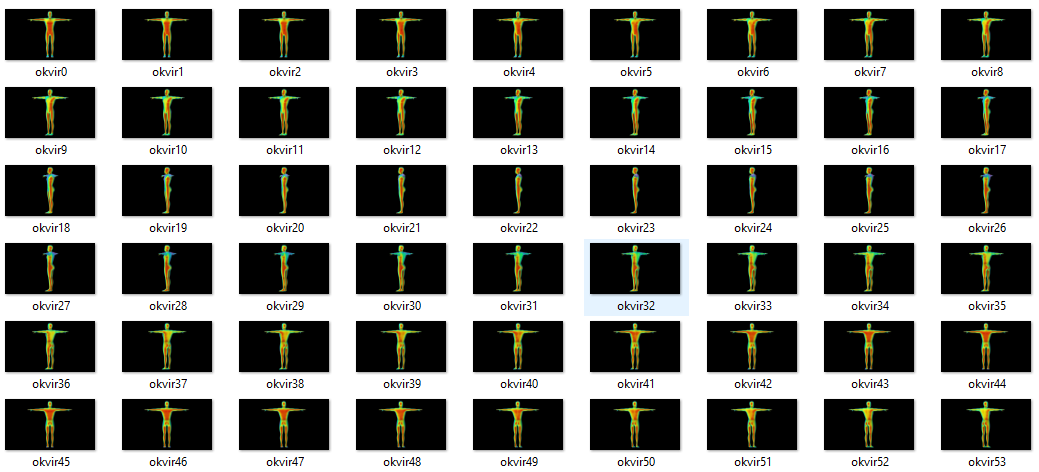 okvir0 okvir1 okvir2 okvir3 okvir4 okvir5 okvir6 okvir7 okvir8
okvir9 okvir10 okvir11 okvir12 okvir13 okvir14 okvir15 okvir16 okvir17
okvir18 okvir19 okvir20 okvir21 okvir22 okvir23 okvir24 okvir25 okvir26
okvir27 okvir28 okvir29 okvir30 okvir31 okvir32 okvir33 okvir34 okvir35
okvir36 okvir37 okvir38 okvir39 okvir40 okvir41 okvir42 okvir43 okvir44
okvir45 okvir46 okvir47 okvir48 okvir49 okvir50 okvir51 okvir52 okvir53